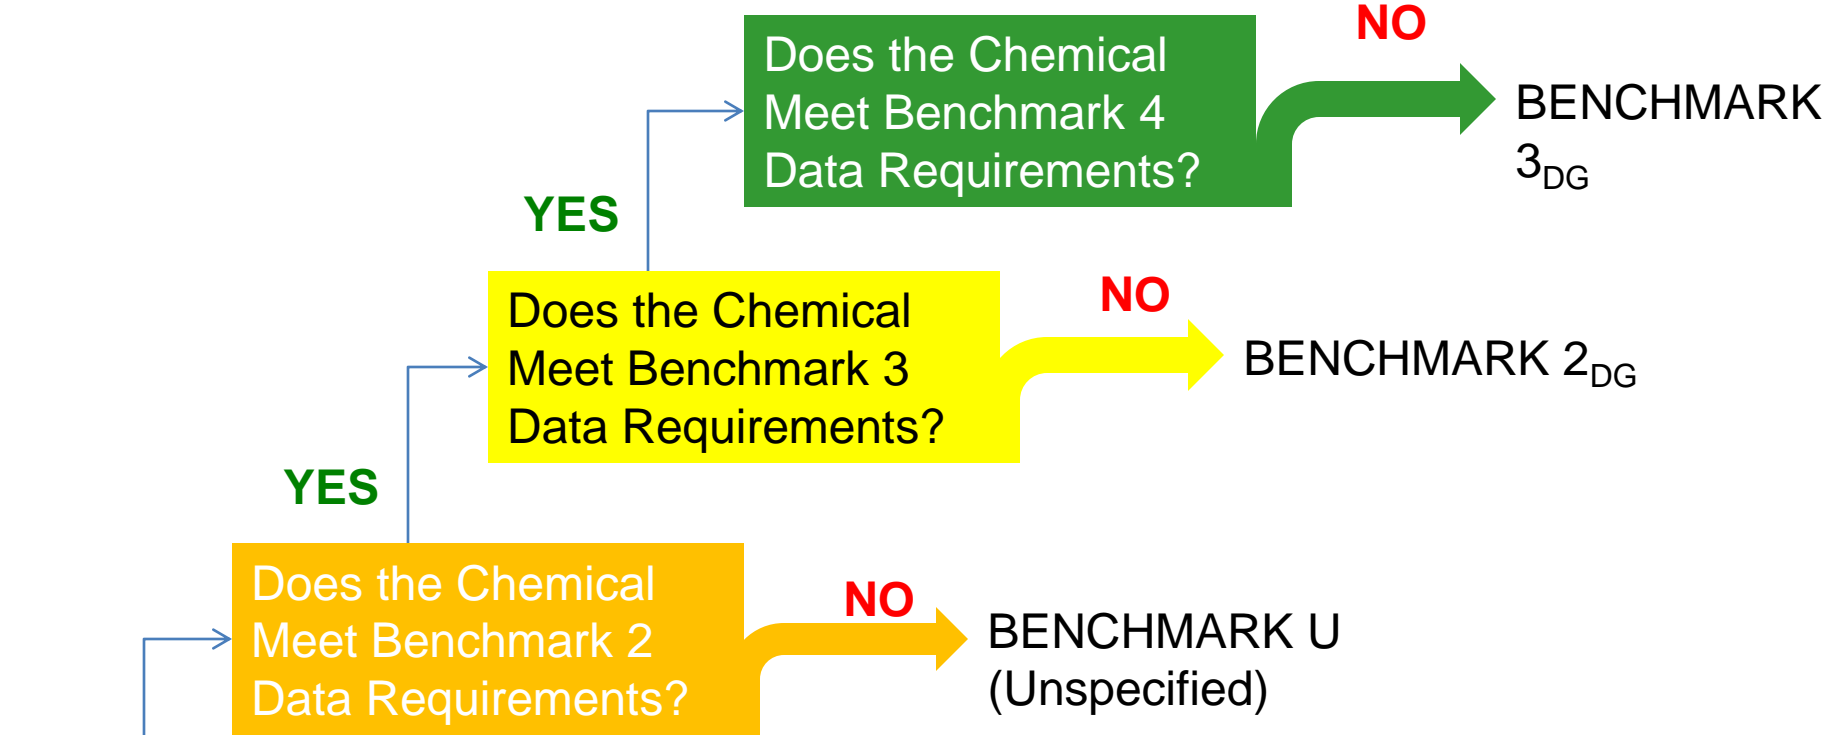 NO
Does the Chemical
Meet Benchmark 4
Data Requirements?
BENCHMARK
3DG
YES
Does the Chemical
Meet Benchmark 3
Data Requirements?
NO
BENCHMARK 2DG
YES
Does the Chemical
Meet Benchmark 2
Data Requirements?
NO
BENCHMARK U
(Unspecified)